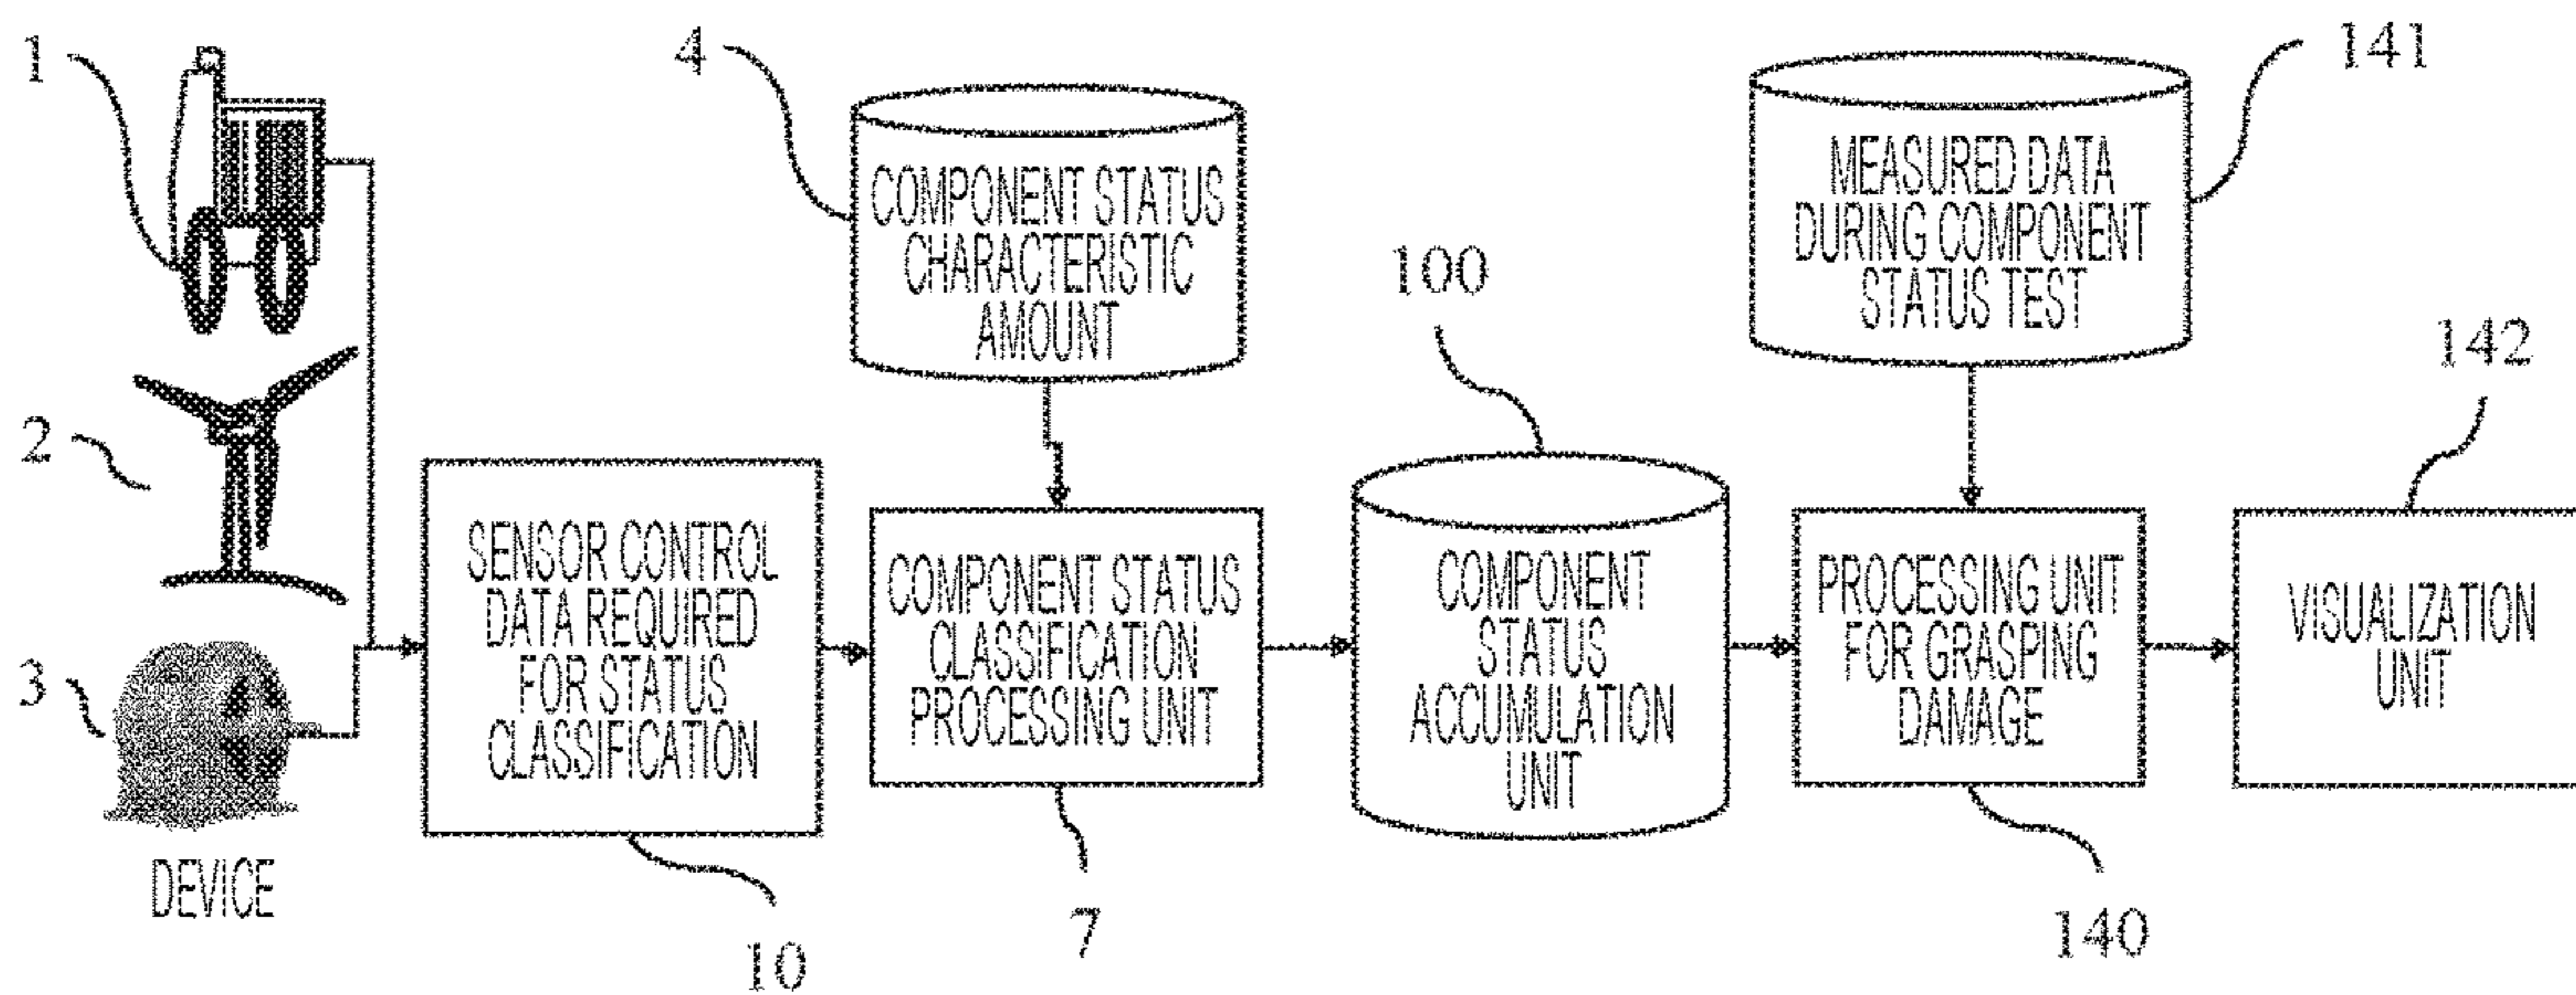 1
4
COMPONENT STATUS
CHARACTERISTIC
AMOUNT
141
MEASURED DATA
DURING COMPONENT
STATUS TEST
100
142
2
SENSOR CONTROL
DATA REQUIRED
FOR STATUS
CLASSIFICATION
COMPONENT STATUS
CLASSIFICATION
PROCESSING UNIT
COMPONENT
STATUS
ACCUMULATION
UNIT
PROCESSING UNIT
FOR GRASPING
DAMAGE
VISUALIZATION
UNIT
3
DEVICE
10
7
140